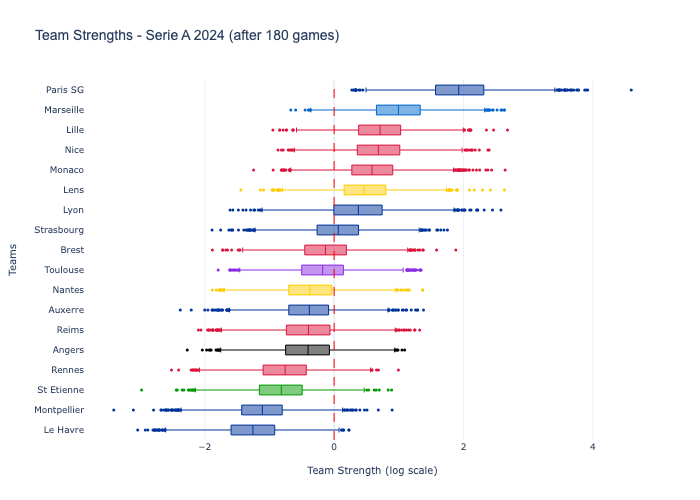 Team Strengths - Serie A 2024 (after 180 games)
Paris SG
Marseille
Lille
Nice
Monaco
Lens
Lyon
Strasbourg
Brest
Toulouse
Nantes
Auxerre
Reims
Angers
Rennes
St Etienne
Montpellier
Le Havre
Teams
−2 0 2 4
Team Strength (log scale)